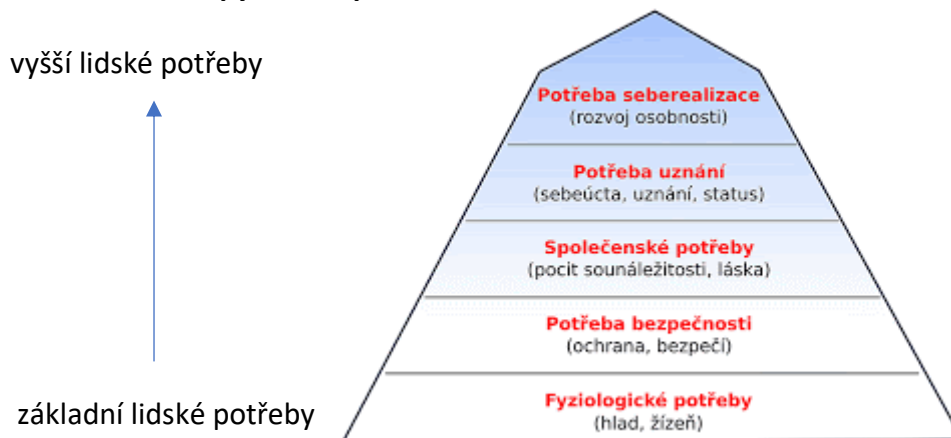 vyšší lidské potřeby
Potřeba seberealizace
(rozvoj osobnosti)
Potřeba uznání
(sebeúcta, uznání, status)
Společenské potřeby
(pocit sounáležitosti, láska)
Potřeba bezpečnosti
(ochrana, bezpečí)
základní lidské potřeby
Fyziologické potřeby
(hlad, žízeň)